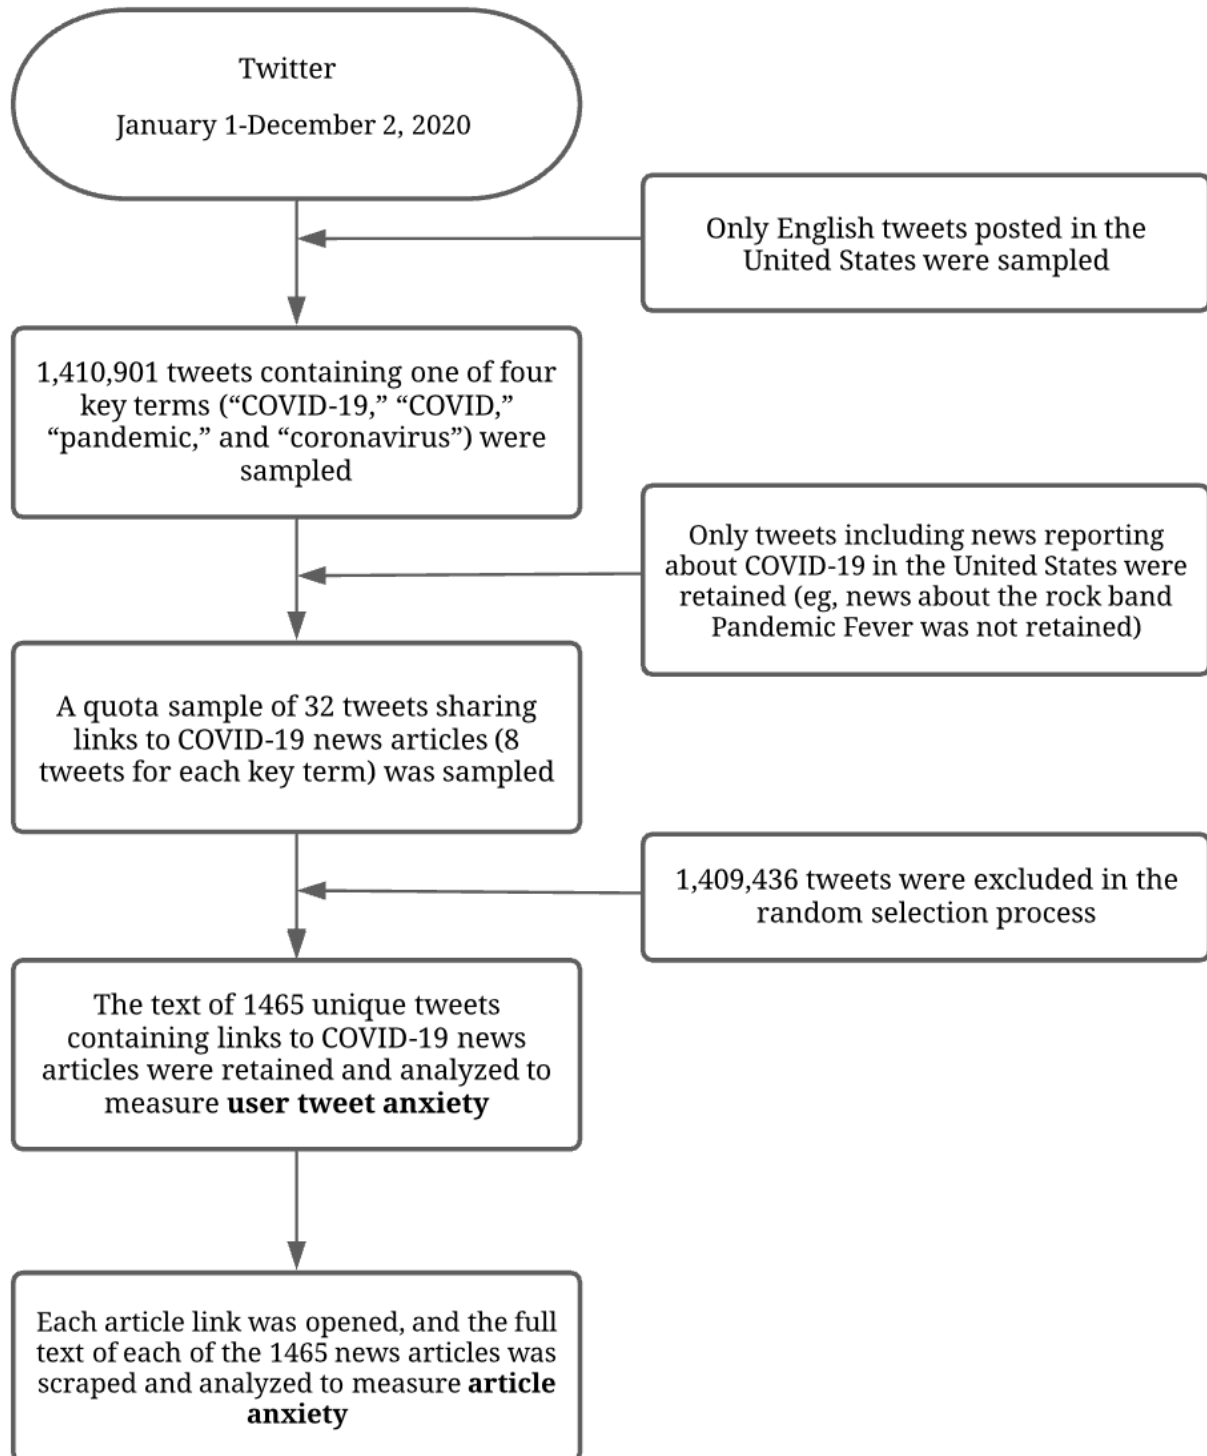 Twitter
January 1-December 2, 2020
Only English tweets posted in the
United States were sampled
1,410,901 tweets containing one of four
key terms (“COVID-19,” “COVID,”
“pandemic,” and “coronavirus”) were
sampled
Only tweets including news reporting
about COVID-19 in the United States were
retained (eg, news about the rock band
Pandemic Fever was not retained)
A quota sample of 32 tweets sharing
links to COVID-19 news articles (8
tweets for each key term) was sampled
1,409,436 tweets were excluded in the
random selection process
The text of 1465 unique tweets
containing links to COVID-19 news
articles were retained and analyzed to
measure user tweet anxiety
Each article link was opened, and the full
text of each of the 1465 news articles was
scraped and analyzed to measure article
anxiety